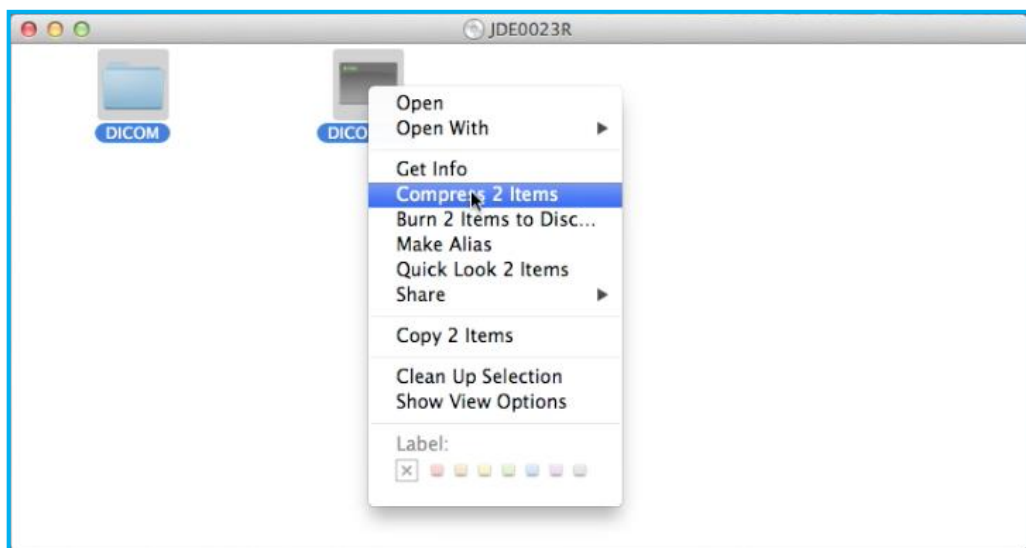 JDE0023R
DICOM
DICO
Open
Open With
Get Info
Compress 2 Items
Burn 2 Items to Disc...
Make Alias
Quick Look 2 Items
Share
Copy 2 Items
Clean Up Selection
Show View Options
Label: